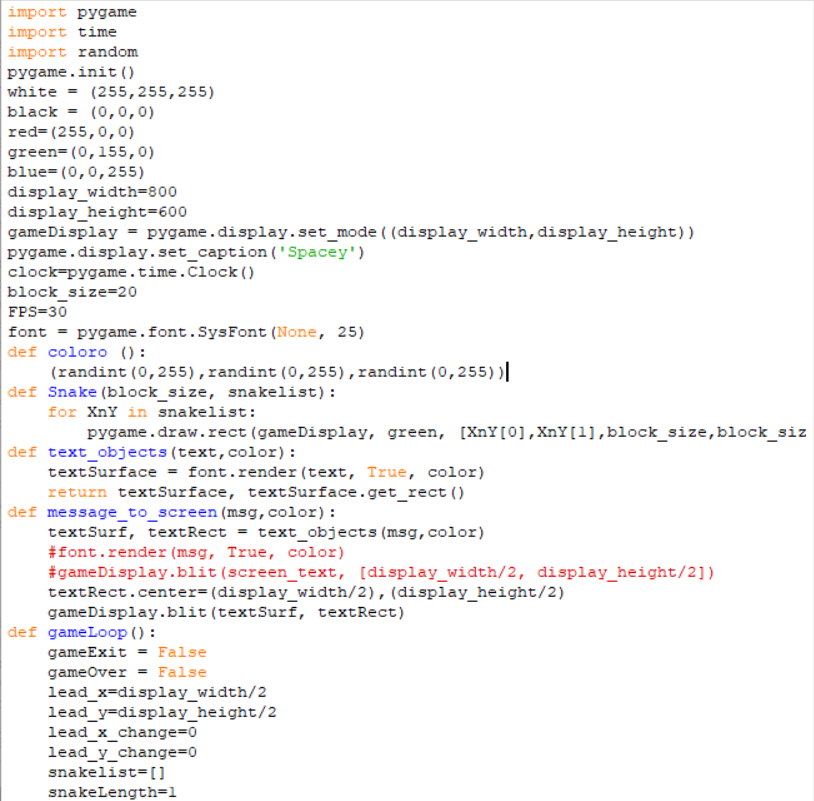 import pygame
import time
import random
pygame.init()
white = (255,255,255)
black = (0,0,0)
red=(255,0,0)
green=(0,155,0)
blue=(0,0,255)
display_width=800
display_height=600
gameDisplay = pygame.display.set_mode((display_width,display_height))
pygame.display.set_caption('Spacey')
clock=pygame.time.Clock()
block_size=20
FPS=30
font = pygame.font.SysFont(None, 25)
def coloro ():
    (randint(0,255),randint(0,255),randint(0,255))
def Snake(block_size, snakelist):
    for XnY in snakelist:
        pygame.draw.rect(gameDisplay, green, [XnY[0],XnY[1],block_size,block_siz
def text_objects(text,color):
    textSurface = font.render(text, True, color)
    return textSurface, textSurface.get_rect()
def message_to_screen(msg,color):
    textSurf, textRect = text_objects(msg,color)
    #font.render(msg, True, color)
    #gameDisplay.blit(screen_text, [display_width/2, display_height/2])
    textRect.center=(display_width/2),(display_height/2)
    gameDisplay.blit(textSurf, textRect)
def gameLoop():
    gameExit = False
    gameOver = False
    lead_x=display_width/2
    lead_y=display_height/2
    lead_x_change=0
    lead_y_change=0
    snakelist=[]
    snakeLength=1